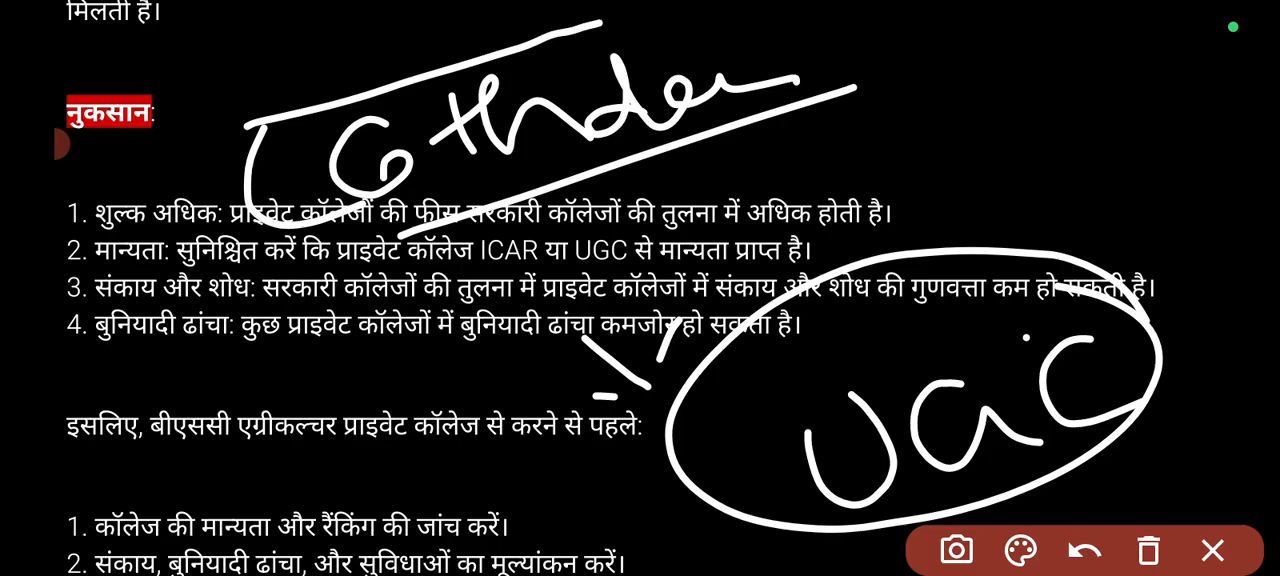 मिलती है।
नुकसान:
1. शुल्क अधिक: प्राइवेट कॉलेजों की फीस सरकारी कॉलेजों की तुलना में अधिक होती है।
2. मान्यता: सुनिश्चित करें कि प्राइवेट कॉलेज ICAR या UGC से मान्यता प्राप्त है।
3. संकाय और शोध: सरकारी कॉलेजों की तुलना में प्राइवेट कॉलेजों में संकाय और शोध की गुणवत्ता कम हो सकती है।
4. बुनियादी ढांचा: कुछ प्राइवेट कॉलेजों में बुनियादी ढांचा कमजोर हो सकता है।
UGC
इसलिए, बीएससी एग्रीकल्चर प्राइवेट कॉलेज से करने से पहले:
1. कॉलेज की मान्यता और रैंकिंग की जांच करें।
2. संकाय, बुनियादी ढांचा, और सुविधाओं का मूल्यांकन करें।